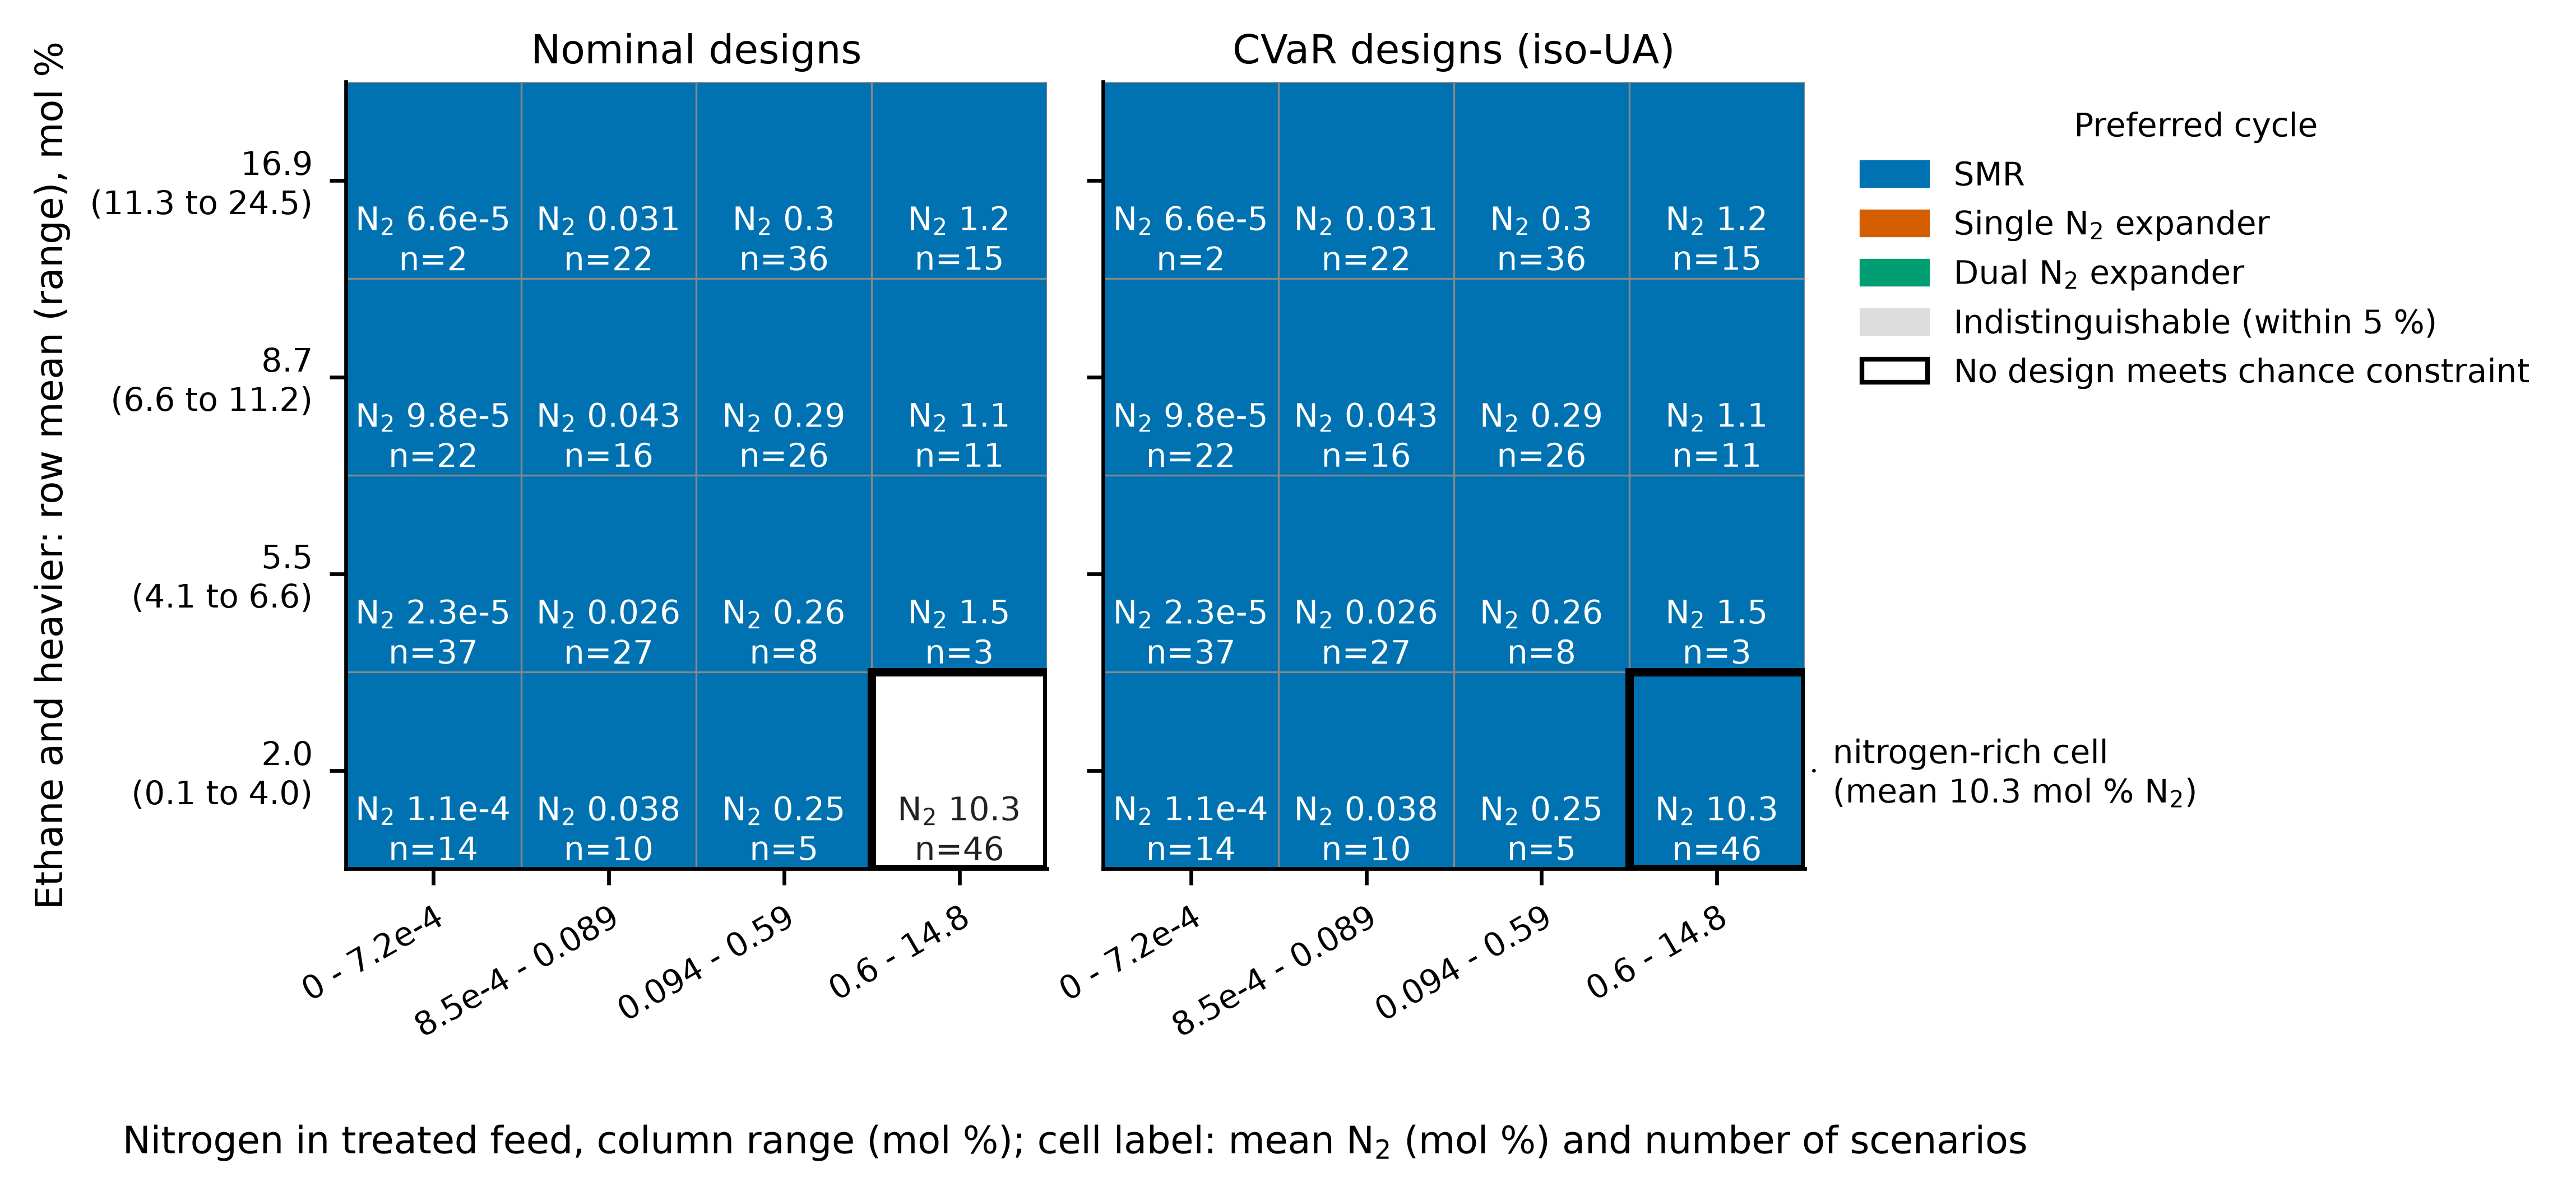 Nominal designs
CVaR designs (iso-UA)
Ethane and heavier: row mean (range), mol %
16.9
(11.3 to 24.5)
8.7
(6.6 to 11.2)
5.5
(4.1 to 6.6)
2.0
(0.1 to 4.0)
N₂ 6.6e-5
n=2
N₂ 0.031
n=22
N₂ 0.3
n=36
N₂ 1.2
n=15
N₂ 9.8e-5
n=22
N₂ 0.043
n=16
N₂ 0.29
n=26
N₂ 1.1
n=11
N₂ 2.3e-5
n=37
N₂ 0.026
n=27
N₂ 0.26
n=8
N₂ 1.5
n=3
N₂ 1.1e-4
n=14
N₂ 0.038
n=10
N₂ 0.25
n=5
N₂ 10.3
n=46
0 - 7.2e-4
8.5e-4 - 0.089
0.094 - 0.59
0.6 - 14.8
N₂ 6.6e-5
n=2
N₂ 0.031
n=22
N₂ 0.3
n=36
N₂ 1.2
n=15
N₂ 9.8e-5
n=22
N₂ 0.043
n=16
N₂ 0.29
n=26
N₂ 1.1
n=11
N₂ 2.3e-5
n=37
N₂ 0.026
n=27
N₂ 0.26
n=8
N₂ 1.5
n=3
N₂ 1.1e-4
n=14
N₂ 0.038
n=10
N₂ 0.25
n=5
N₂ 10.3
n=46
0 - 7.2e-4
8.5e-4 - 0.089
0.094 - 0.59
0.6 - 14.8
Preferred cycle
SMR
Single N₂ expander
Dual N₂ expander
Indistinguishable (within 5 %)
No design meets chance constraint
nitrogen-rich cell
(mean 10.3 mol % N₂)
Nitrogen in treated feed, column range (mol %); cell label: mean N₂ (mol %) and number of scenarios